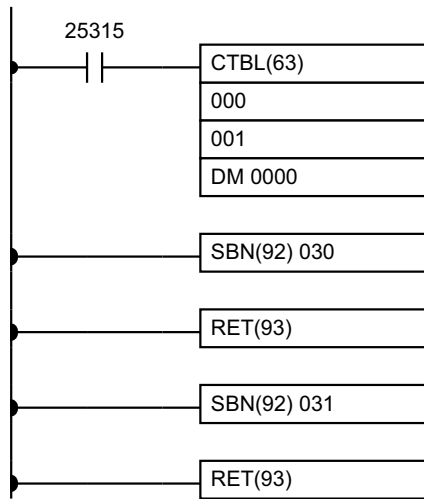 25315
CTBL(63)
000
001
DM 0000
SBN(92) 030
RET(93)
SBN(92) 031
RET(93)